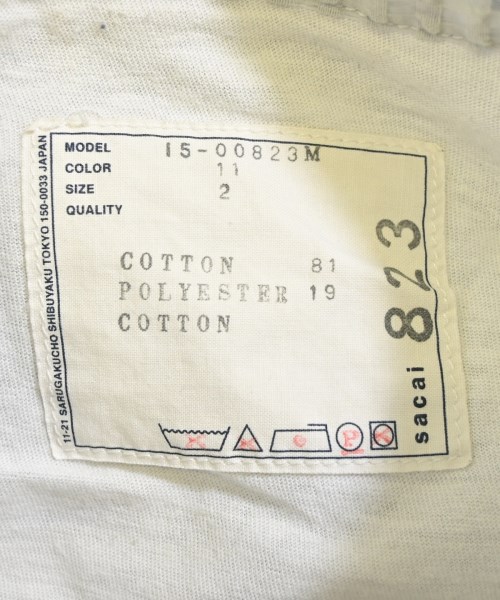 MODEL 15-00823M
COLOR 11
SIZE 2
QUALITY
COTTON 81
POLYESTER 19
COTTON
P
sacai 823
11-21 SARUGAKUCHO SHIBUYAKU TOKYO 150-0033 JAPAN